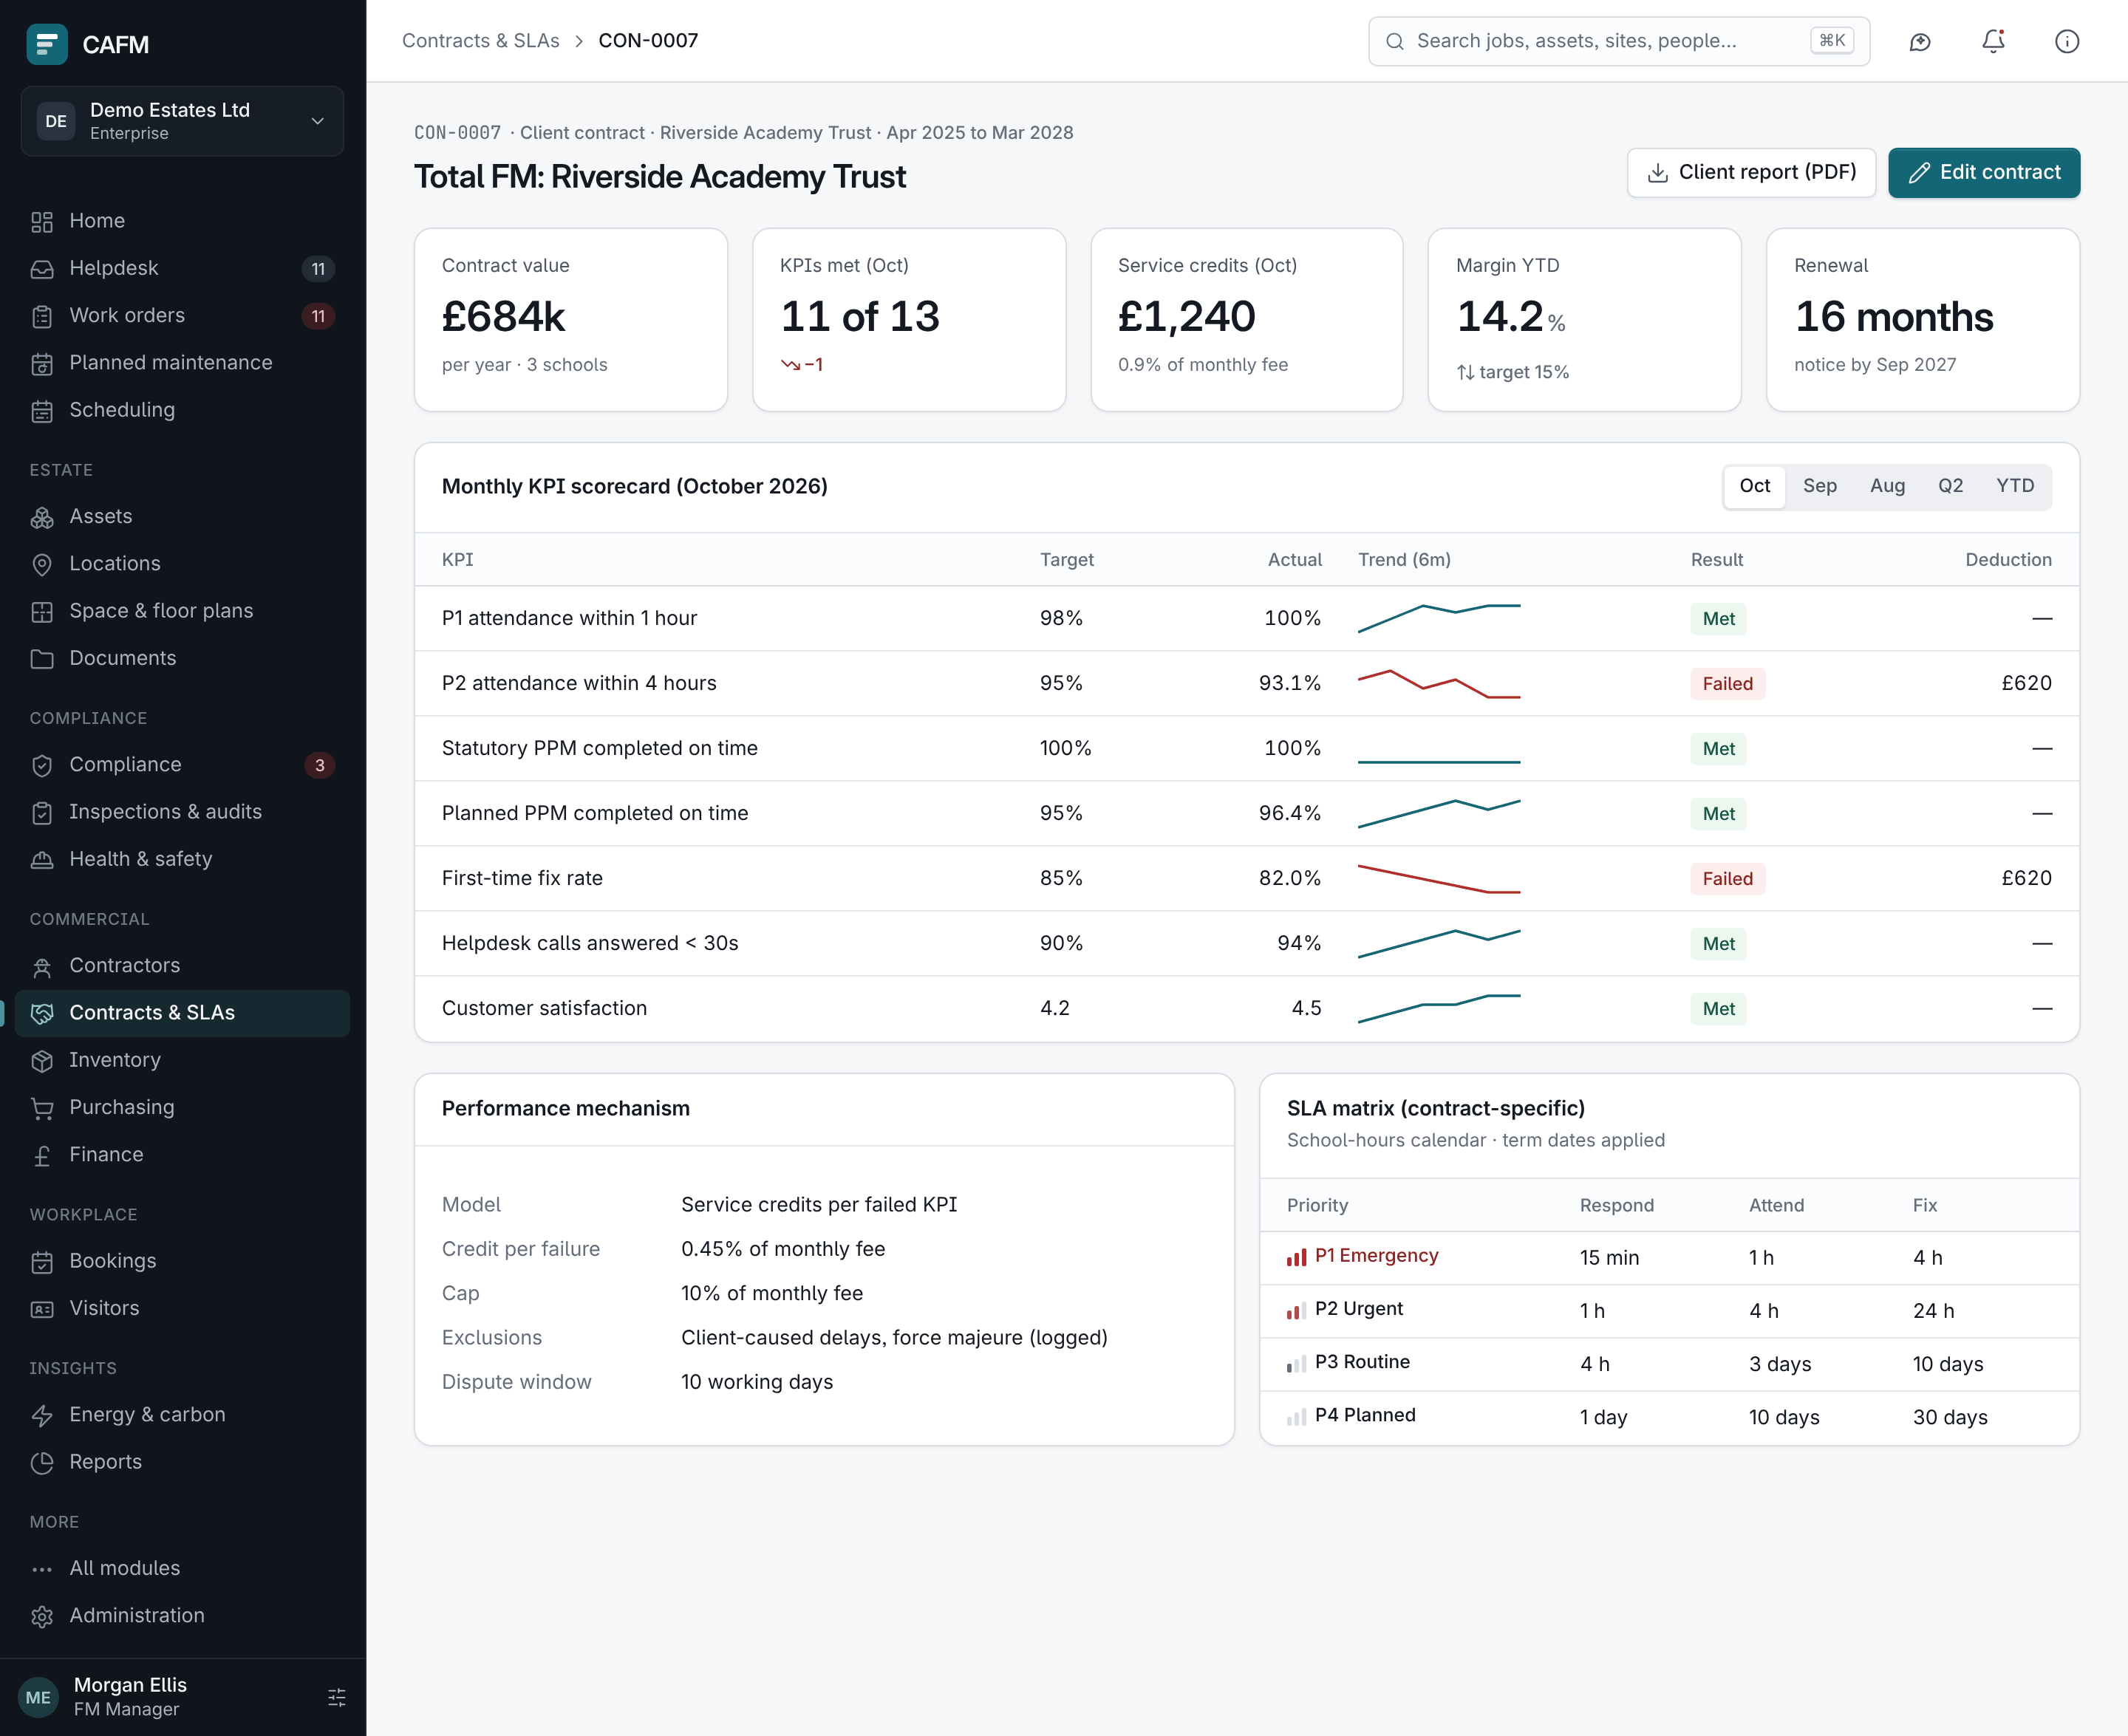 CAFM
DE
Demo Estates Ltd
Enterprise
Home
Helpdesk 11
Work orders 11
Planned maintenance
Scheduling
ESTATE
Assets
Locations
Space & floor plans
Documents
COMPLIANCE
Compliance 3
Inspections & audits
Health & safety
COMMERCIAL
Contractors
Contracts & SLAs
Inventory
Purchasing
Finance
WORKPLACE
Bookings
Visitors
INSIGHTS
Energy & carbon
Reports
MORE
All modules
Administration
ME
Morgan Ellis
FM Manager
Contracts & SLAs > CON-0007
Search jobs, assets, sites, people... ⌘K
CON-0007 · Client contract · Riverside Academy Trust · Apr 2025 to Mar 2028
Total FM: Riverside Academy Trust
Client report (PDF)
Edit contract
Contract value
£684k
per year · 3 schools
KPIs met (Oct)
11 of 13
−1
Service credits (Oct)
£1,240
0.9% of monthly fee
Margin YTD
14.2%
target 15%
Renewal
16 months
notice by Sep 2027
Monthly KPI scorecard (October 2026)
Oct Sep Aug Q2 YTD
KPI Target Actual Trend (6m) Result Deduction
P1 attendance within 1 hour 98% 100% Met —
P2 attendance within 4 hours 95% 93.1% Failed £620
Statutory PPM completed on time 100% 100% Met —
Planned PPM completed on time 95% 96.4% Met —
First-time fix rate 85% 82.0% Failed £620
Helpdesk calls answered < 30s 90% 94% Met —
Customer satisfaction 4.2 4.5 Met —
Performance mechanism
Model Service credits per failed KPI
Credit per failure 0.45% of monthly fee
Cap 10% of monthly fee
Exclusions Client-caused delays, force majeure (logged)
Dispute window 10 working days
SLA matrix (contract-specific)
School-hours calendar · term dates applied
Priority Respond Attend Fix
P1 Emergency 15 min 1 h 4 h
P2 Urgent 1 h 4 h 24 h
P3 Routine 4 h 3 days 10 days
P4 Planned 1 day 10 days 30 days